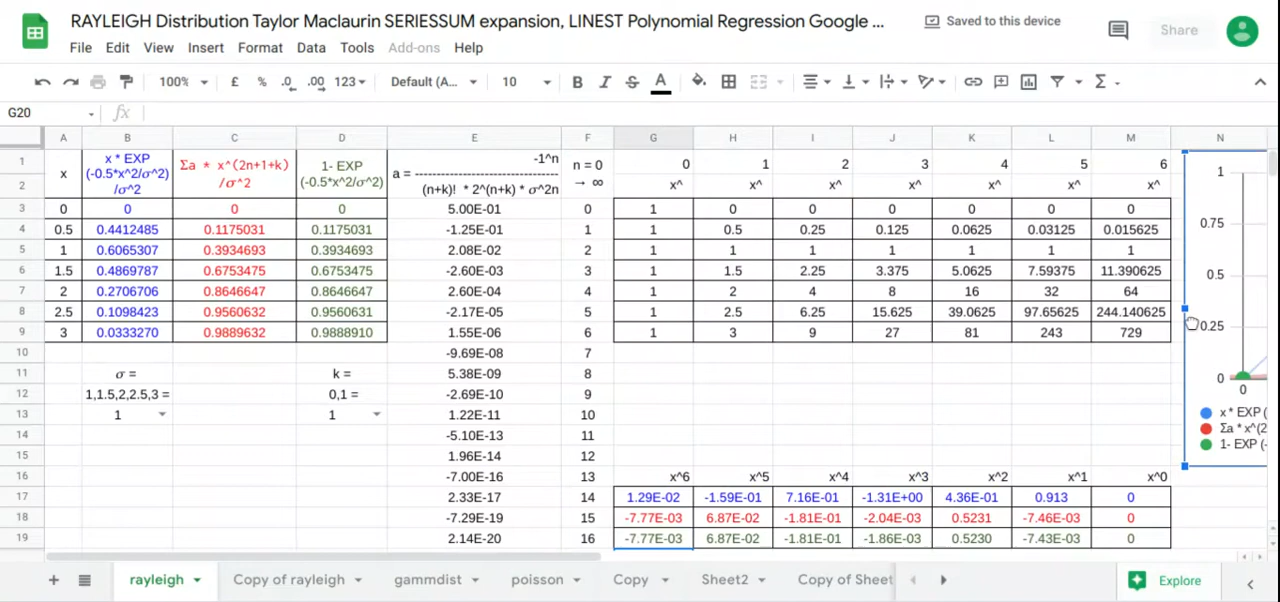 RAYLEIGH Distribution Taylor Maclaurin SERIESSUM expansion, LINEST Polynomial Regression Google ...
Saved to this device
Share
File Edit View Insert Format Data Tools Add-ons Help
100% £ % .0 .00 123 Default (A... 10 B I S A Σ
G20 fx
A B C D E F G H I J K L M N
1 x x * EXP Σa * x^(2n+1+k) 1- EXP a = -1^n n = 0 0 1 2 3 4 5 6
(-0.5*x^2/σ^2) /σ^2 (-0.5*x^2/σ^2) ------------------------------------ → ∞
2 /σ^2 (n+k)! * 2^(n+k) * σ^2n x^ x^ x^ x^ x^ x^ x^
3 0 0 0 0 5.00E-01 0 1 0 0 0 0 0 0
4 0.5 0.4412485 0.1175031 0.1175031 -1.25E-01 1 1 0.5 0.25 0.125 0.0625 0.03125 0.015625
5 1 0.6065307 0.3934693 0.3934693 2.08E-02 2 1 1 1 1 1 1 1
6 1.5 0.4869787 0.6753475 0.6753475 -2.60E-03 3 1 1.5 2.25 3.375 5.0625 7.59375 11.390625
7 2 0.2706706 0.8646647 0.8646647 2.60E-04 4 1 2 4 8 16 32 64
8 2.5 0.1098423 0.9560632 0.9560631 -2.17E-05 5 1 2.5 6.25 15.625 39.0625 97.65625 244.140625
9 3 0.0333270 0.9889632 0.9888910 1.55E-06 6 1 3 9 27 81 243 729
10 -9.69E-08 7
11 σ = k = 5.38E-09 8
12 1,1.5,2,2.5,3 = 0,1 = -2.69E-10 9
13 1 1 1.22E-11 10
14 -5.10E-13 11
15 1.96E-14 12
16 -7.00E-16 13 x^6 x^5 x^4 x^3 x^2 x^1 x^0
17 2.33E-17 14 1.29E-02 -1.59E-01 7.16E-01 -1.31E+00 4.36E-01 0.913 0
18 -7.29E-19 15 -7.77E-03 6.87E-02 -1.81E-01 -2.04E-03 0.5231 -7.46E-03 0
19 2.14E-20 16 -7.77E-03 6.87E-02 -1.81E-01 -1.86E-03 0.5230 -7.43E-03 0
1
0.75
0.5
0.25
0
0
x * EXP (
Σa * x^(2
1- EXP (-
rayleigh Copy of rayleigh gammdist poisson Copy Sheet2 Copy of Sheet Explore